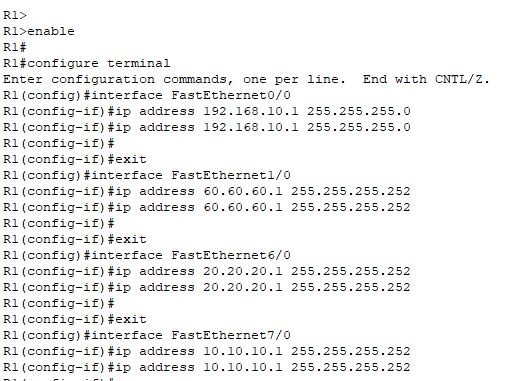 R1>
R1>enable
R1#
R1#configure terminal
Enter configuration commands, one per line.  End with CNTL/Z.
R1(config)#interface FastEthernet0/0
R1(config-if)#ip address 192.168.10.1 255.255.255.0
R1(config-if)#ip address 192.168.10.1 255.255.255.0
R1(config-if)#
R1(config-if)#exit
R1(config)#interface FastEthernet1/0
R1(config-if)#ip address 60.60.60.1 255.255.255.252
R1(config-if)#ip address 60.60.60.1 255.255.255.252
R1(config-if)#
R1(config-if)#exit
R1(config)#interface FastEthernet6/0
R1(config-if)#ip address 20.20.20.1 255.255.255.252
R1(config-if)#ip address 20.20.20.1 255.255.255.252
R1(config-if)#
R1(config-if)#exit
R1(config)#interface FastEthernet7/0
R1(config-if)#ip address 10.10.10.1 255.255.255.252
R1(config-if)#ip address 10.10.10.1 255.255.255.252